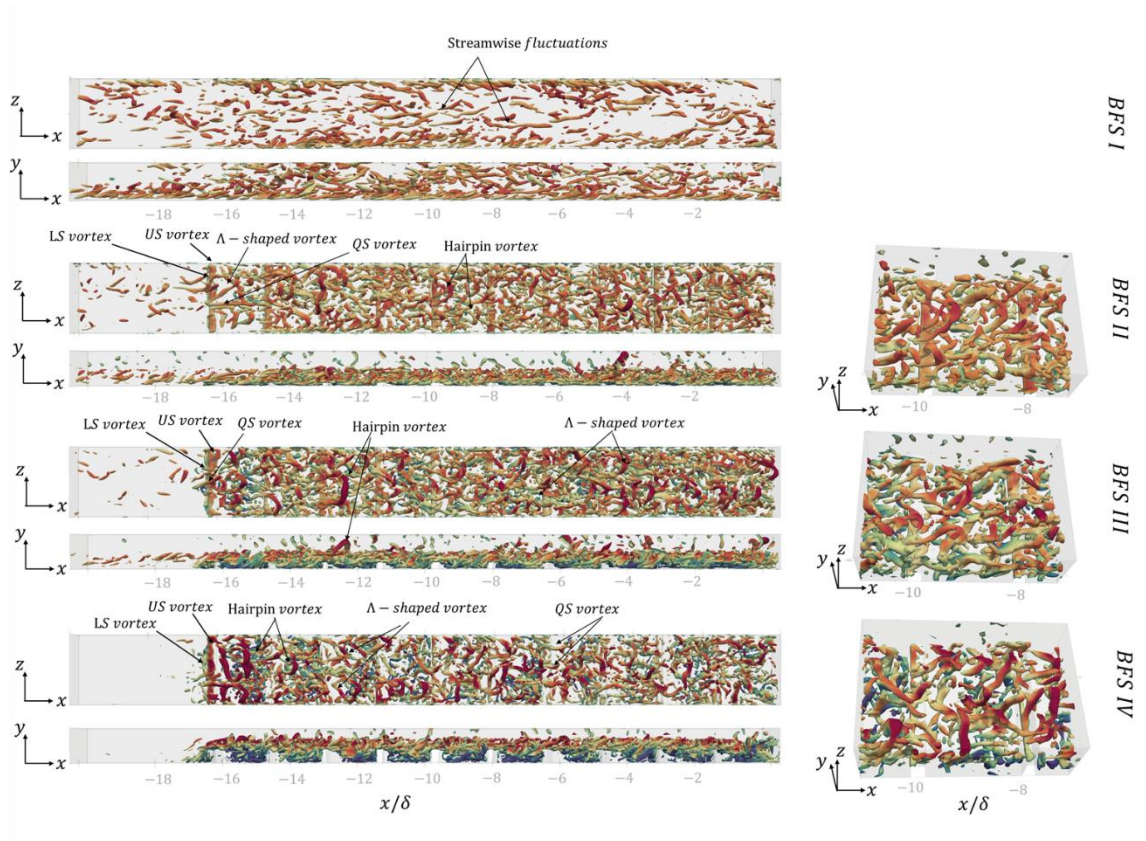 Streamwise fluctuations
z
x
y
x
−18 −16 −14 −12 −10 −8 −6 −4 −2
BFS I
LS vortex US vortex Λ − shaped vortex QS vortex Hairpin vortex
z
x
y
x
−18 −16 −14 −12 −10 −8 −6 −4 −2
y z
x
−10 −8
BFS II
LS vortex US vortex QS vortex Hairpin vortex Λ − shaped vortex
z
x
y
x
−18 −16 −14 −12 −10 −8 −6 −4 −2
y z
x
−10 −8
BFS III
LS vortex US vortex Hairpin vortex Λ − shaped vortex QS vortex
z
x
y
x
−18 −16 −14 −12 −10 −8 −6 −4 −2
x/δ
y z
x
−10 −8
x/δ
BFS IV